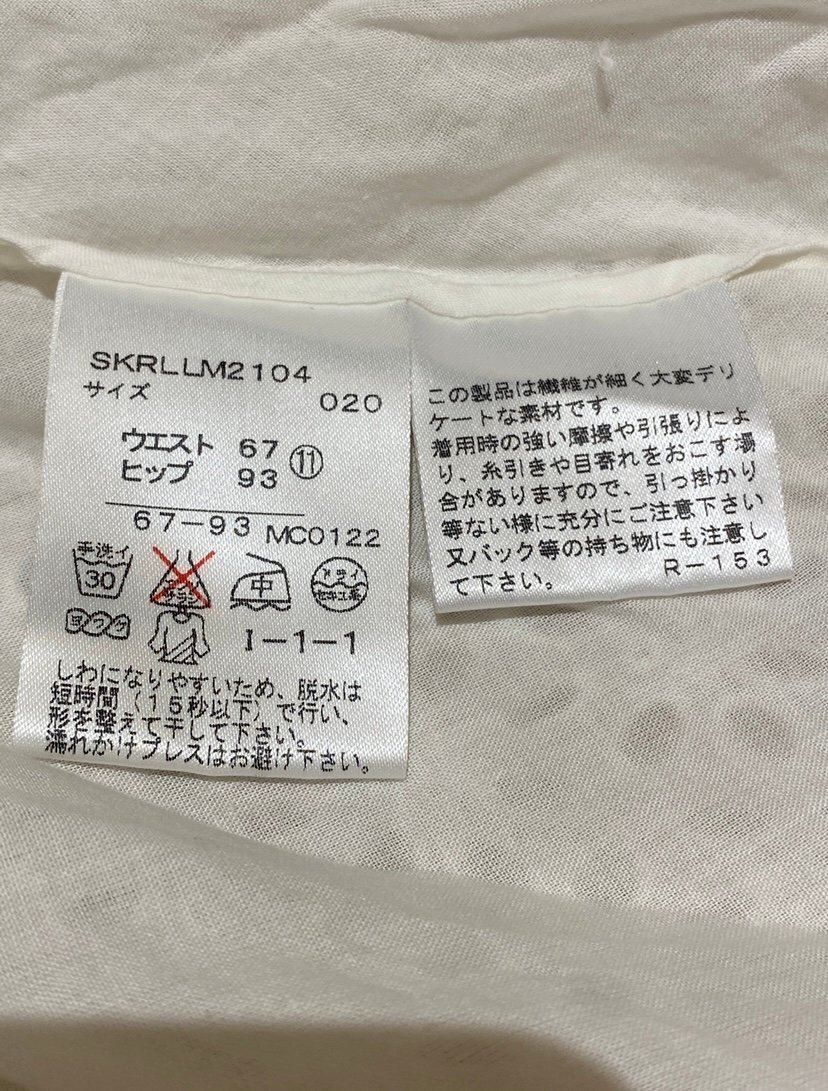 SKRLLM2104
サイズ
020
ウエスト 67
ヒップ 93
⑪
67-93 MC0122
手洗イ
30
エンソサラシ
中
ドライ
セキユ系
ヨワク
I-1-1
しわになりやすいため、脱水は
短時間(15秒以下)で行い、
形を整えて干して下さい。
濡れかけプレスはお避け下さい。
この製品は繊維が細く大変デリ
ケートな素材です。
着用時の強い摩擦や引張りによ
り、糸引きや目寄れをおこす場
合がありますので、引っ掛かり
等ない様に充分にご注意下さい
又バック等の持ち物にも注意し
て下さい。
R-153